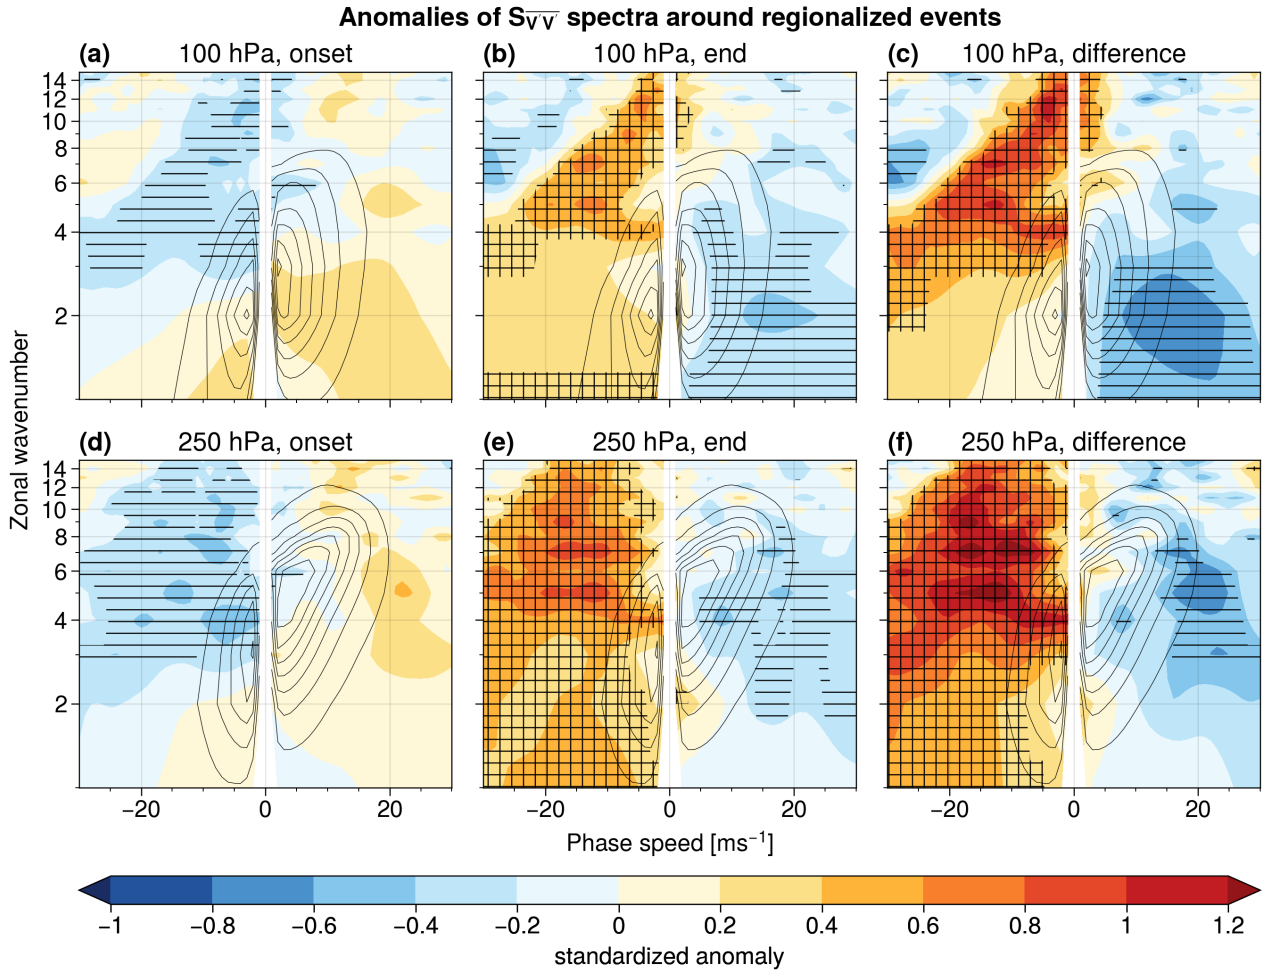 Anomalies of S_V′V′ spectra around regionalized events
(a) 100 hPa, onset
(b) 100 hPa, end
(c) 100 hPa, difference
14
12
10
8
6
4
2
(d) 250 hPa, onset
(e) 250 hPa, end
(f) 250 hPa, difference
14
12
10
8
6
4
2
Zonal wavenumber
−20 0 20
−20 0 20
−20 0 20
Phase speed [ms⁻¹]
−1 −0.8 −0.6 −0.4 −0.2 0 0.2 0.4 0.6 0.8 1 1.2
standardized anomaly